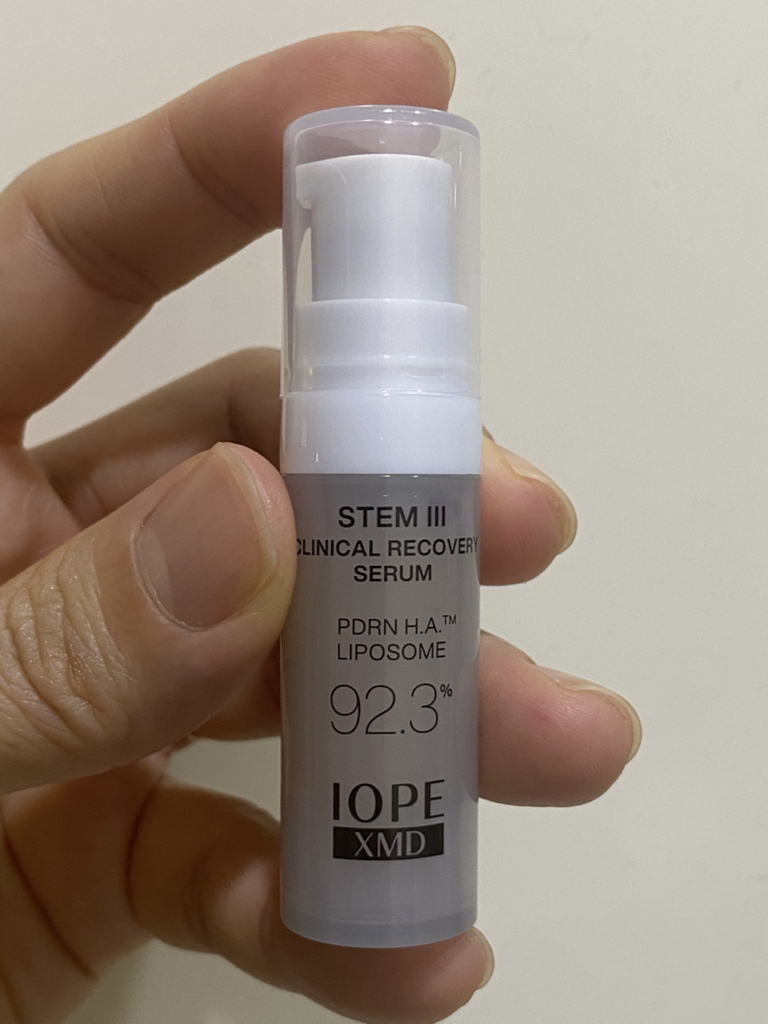 STEM III
CLINICAL RECOVERY
SERUM
PDRN H.A.™
LIPOSOME
92.3%
IOPE
XMD